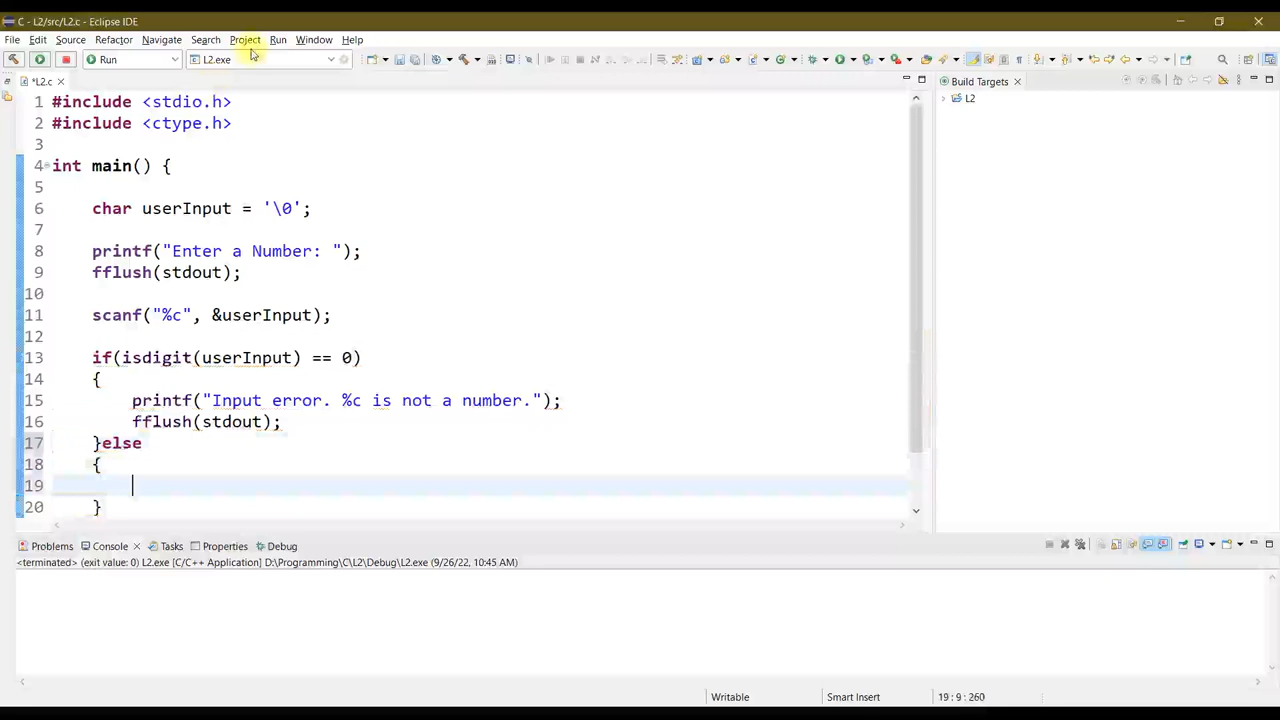 C - L2/src/L2.c - Eclipse IDE
File Edit Source Refactor Navigate Search Project Run Window Help
Run L2.exe
*L2.c Build Targets
L2
1 #include <stdio.h>
2 #include <ctype.h>
3
4 int main() {
5
6 char userInput = '\0';
7
8 printf("Enter a Number: ");
9 fflush(stdout);
10
11 scanf("%c", &userInput);
12
13 if(isdigit(userInput) == 0)
14 {
15 printf("Input error. %c is not a number.");
16 fflush(stdout);
17 }else
18 {
19
20 }
Problems Console Tasks Properties Debug
<terminated> (exit value: 0) L2.exe [C/C++ Application] D:\Programming\C\L2\Debug\L2.exe (9/26/22, 10:45 AM)
Writable Smart Insert 19 : 9 : 260